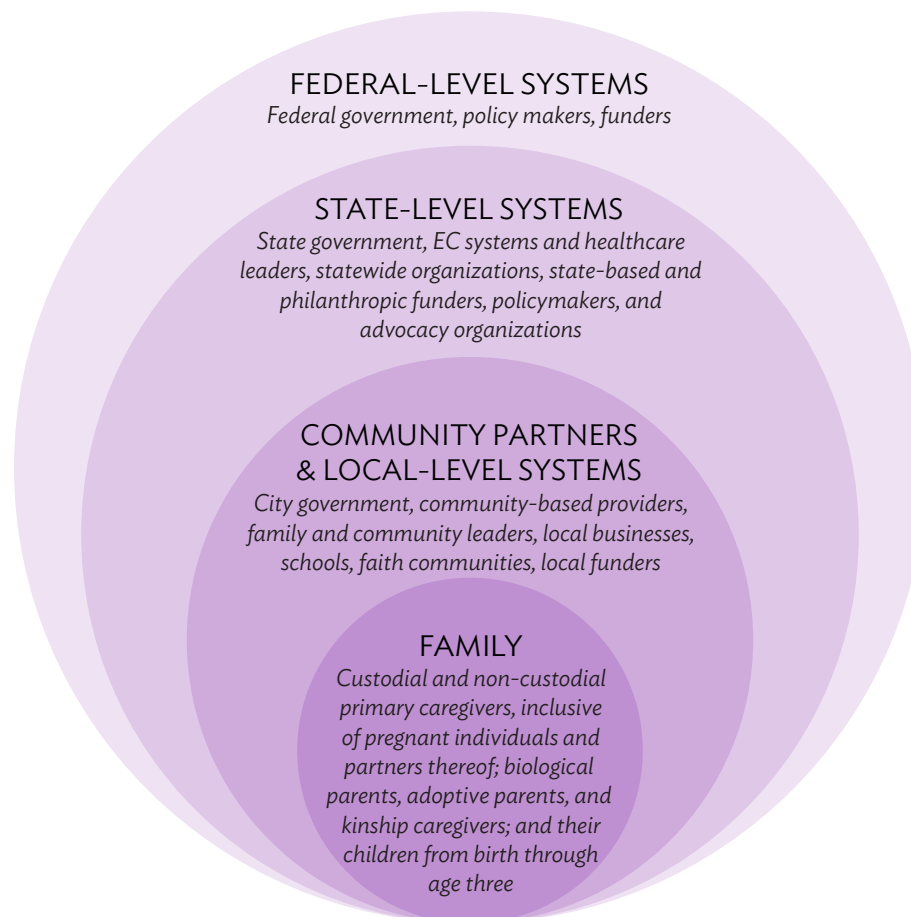 FEDERAL-LEVEL SYSTEMS
Federal government, policy makers, funders
STATE-LEVEL SYSTEMS
State government, EC systems and healthcare
leaders, statewide organizations, state-based and
philanthropic funders, policymakers, and
advocacy organizations
COMMUNITY PARTNERS
& LOCAL-LEVEL SYSTEMS
City government, community-based providers,
family and community leaders, local businesses,
schools, faith communities, local funders
FAMILY
Custodial and non-custodial
primary caregivers, inclusive
of pregnant individuals and
partners thereof; biological
parents, adoptive parents, and
kinship caregivers; and their
children from birth through
age three